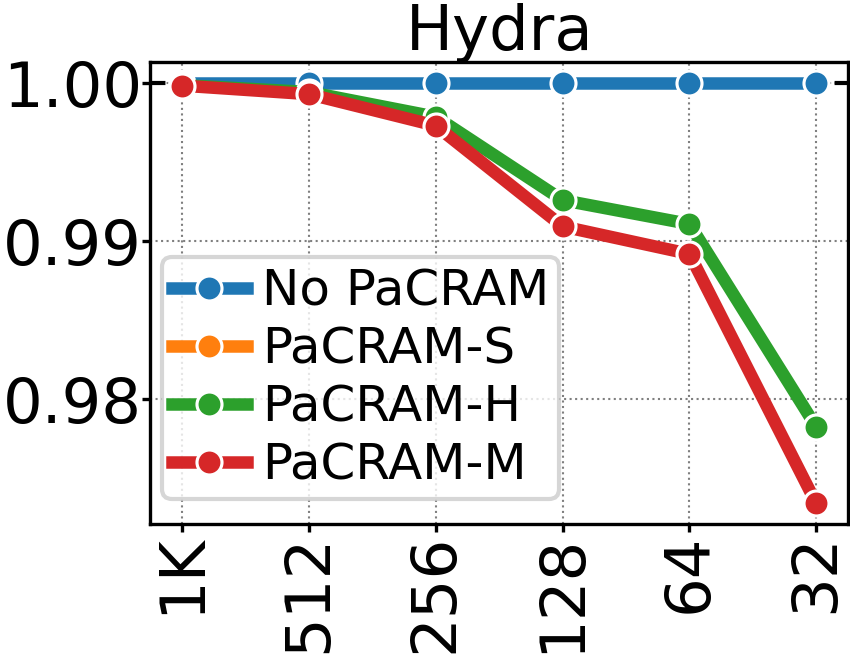 Hydra
1.00
0.99
0.98
No PaCRAM
PaCRAM-S
PaCRAM-H
PaCRAM-M
1K
512
256
128
64
32